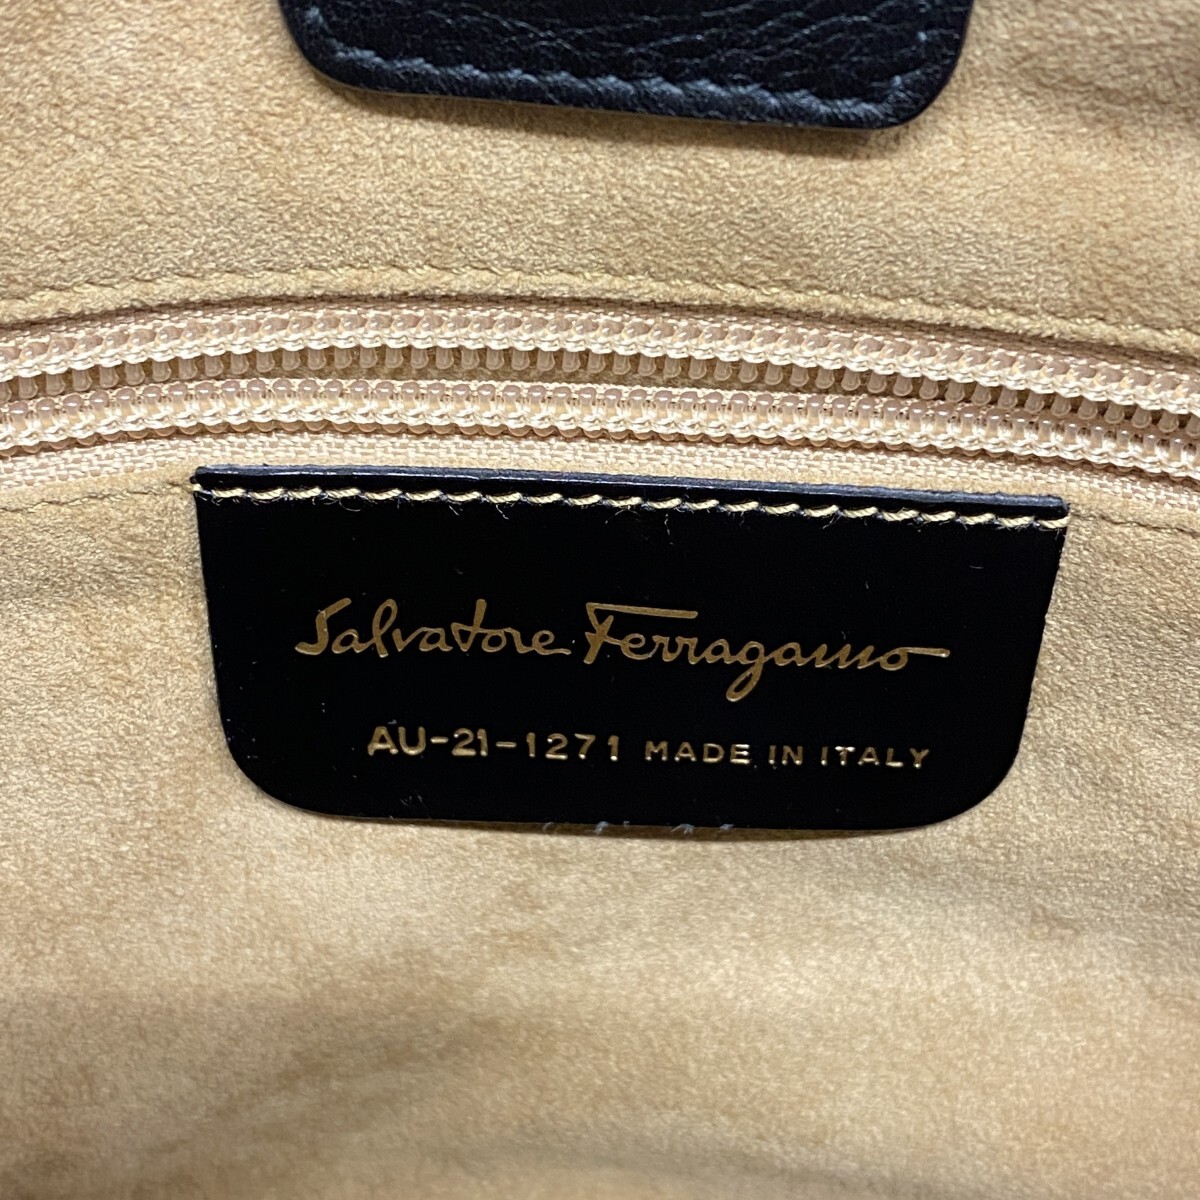 Salvatore Ferragamo
AU-21-1271 MADE IN ITALY